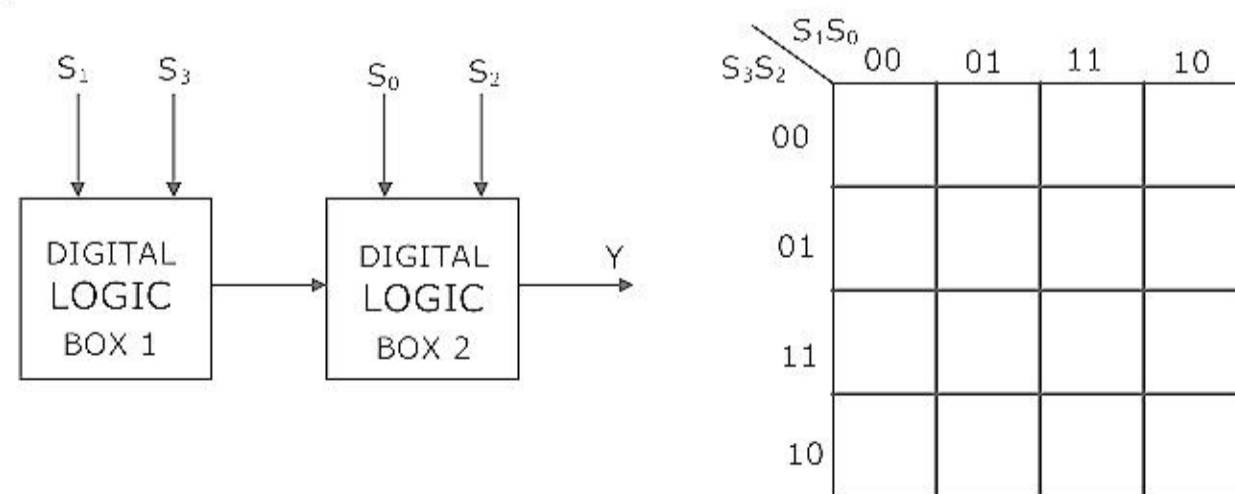 S₁ S₃ S₀ S₂
DIGITAL
LOGIC
BOX 1
DIGITAL
LOGIC
BOX 2
Y
S₁S₀
S₃S₂
00 01 11 10
00
01
11
10